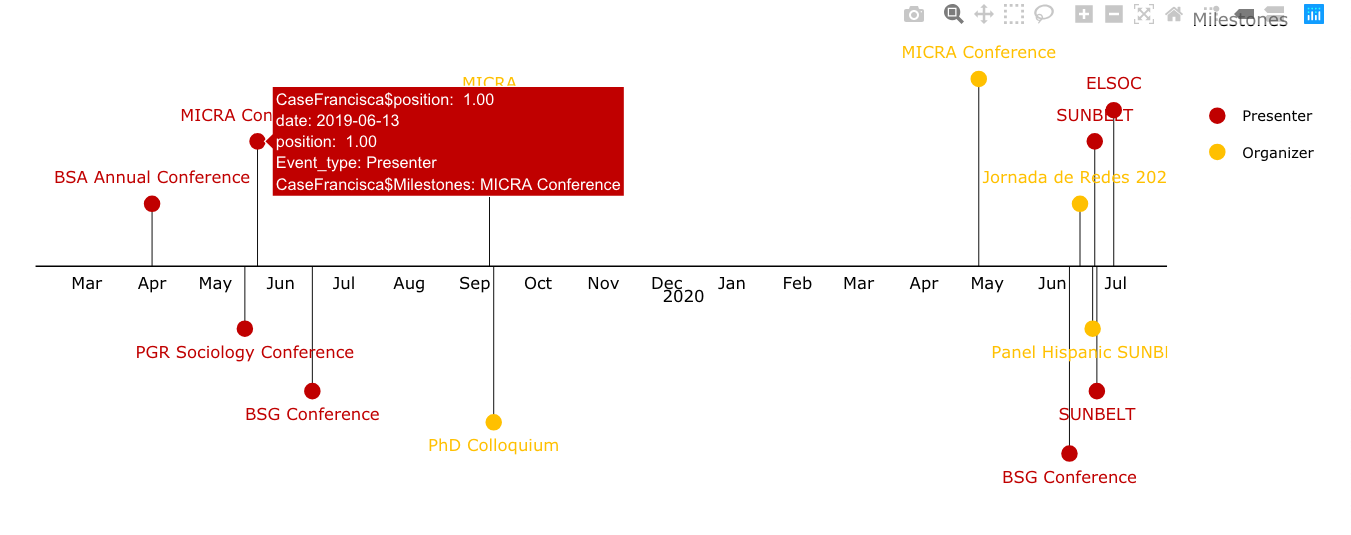 Milestones
MICRA Conference
MICRA
ELSOC
CaseFrancisca$position: 1.00
MICRA Con
SUNBELT
Presenter
date: 2019-06-13
position: 1.00
Organizer
Event_type: Presenter
BSA Annual Conference
Jornada de Redes 202
CaseFrancisca$Milestones: MICRA Conference
Mar Apr May Jun Jul Aug Sep Oct Nov Dec Jan Feb Mar Apr May Jun Jul
2020
PGR Sociology Conference
Panel Hispanic SUNB
BSG Conference
SUNBELT
PhD Colloquium
BSG Conference